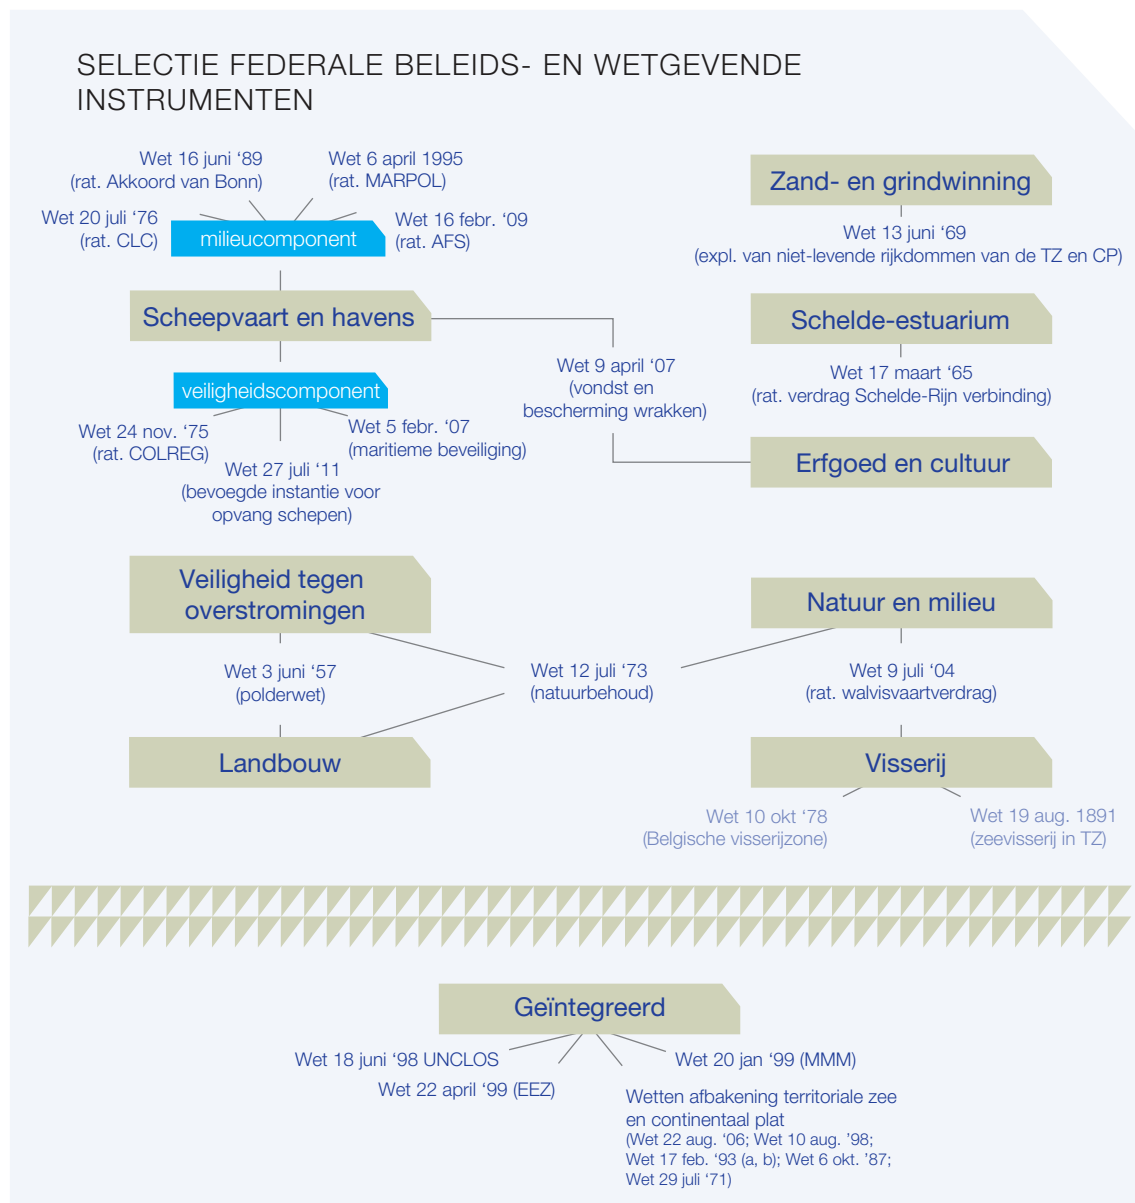 SELECTIE FEDERALE BELEIDS- EN WETGEVENDE
INSTRUMENTEN
Wet 16 juni ‘89
(rat. Akkoord van Bonn)
Wet 6 april 1995
(rat. MARPOL)
Wet 20 juli ‘76
(rat. CLC)
milieucomponent
Wet 16 febr. ‘09
(rat. AFS)
Scheepvaart en havens
veiligheidscomponent
Wet 24 nov. ‘75
(rat. COLREG)
Wet 5 febr. ‘07
(maritieme beveiliging)
Wet 27 juli ‘11
(bevoegde instantie voor
opvang schepen)
Wet 9 april ‘07
(vondst en
bescherming wrakken)
Zand- en grindwinning
Wet 13 juni ‘69
(expl. van niet-levende rijkdommen van de TZ en CP)
Schelde-estuarium
Wet 17 maart ‘65
(rat. verdrag Schelde-Rijn verbinding)
Erfgoed en cultuur
Veiligheid tegen
overstromingen
Wet 3 juni ‘57
(polderwet)
Landbouw
Wet 12 juli ‘73
(natuurbehoud)
Natuur en milieu
Wet 9 juli ‘04
(rat. walvisvaartverdrag)
Visserij
Wet 10 okt ‘78
(Belgische visserijzone)
Wet 19 aug. 1891
(zeevisserij in TZ)
Geïntegreerd
Wet 18 juni ‘98 UNCLOS
Wet 20 jan ‘99 (MMM)
Wet 22 april ‘99 (EEZ)
Wetten afbakening territoriale zee
en continentaal plat
(Wet 22 aug. ‘06; Wet 10 aug. ’98;
Wet 17 feb. ‘93 (a, b); Wet 6 okt. ’87;
Wet 29 juli ‘71)